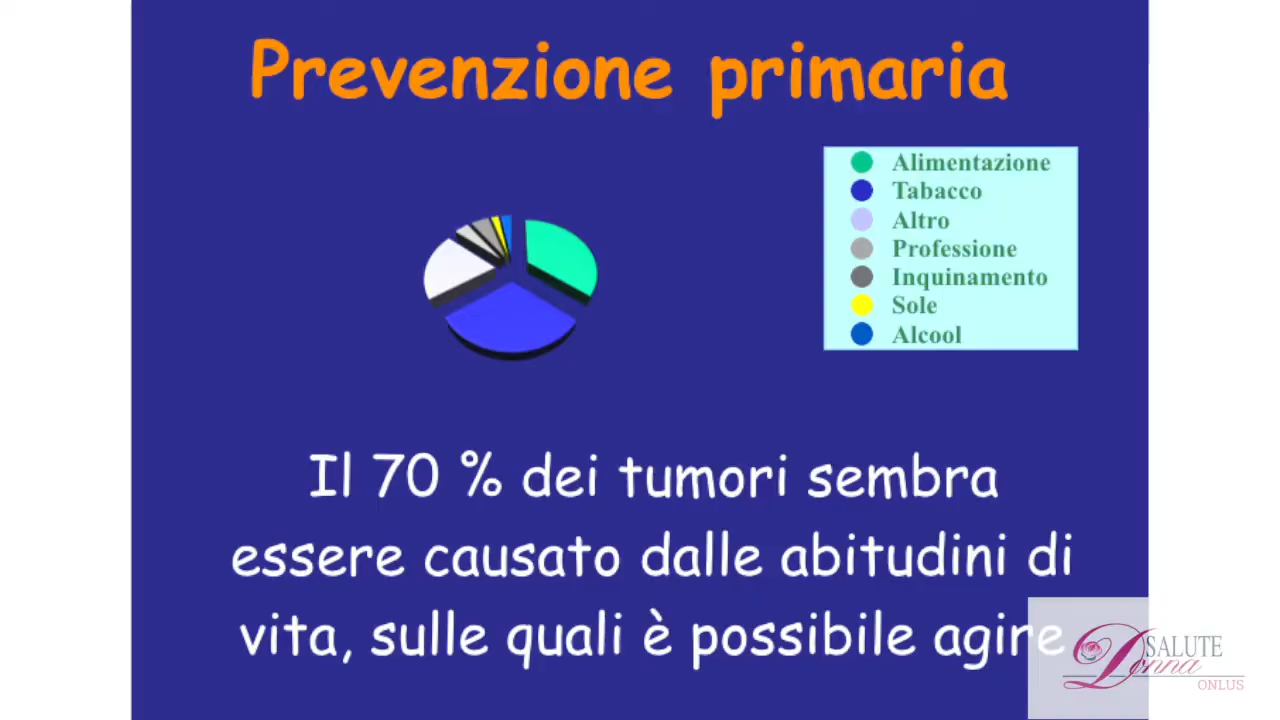 Prevenzione primaria
Alimentazione
Tabacco
Altro
Professione
Inquinamento
Sole
Alcool
Il 70 % dei tumori sembra
essere causato dalle abitudini di
vita, sulle quali è possibile agire
SALUTE
Donna
ONLUS